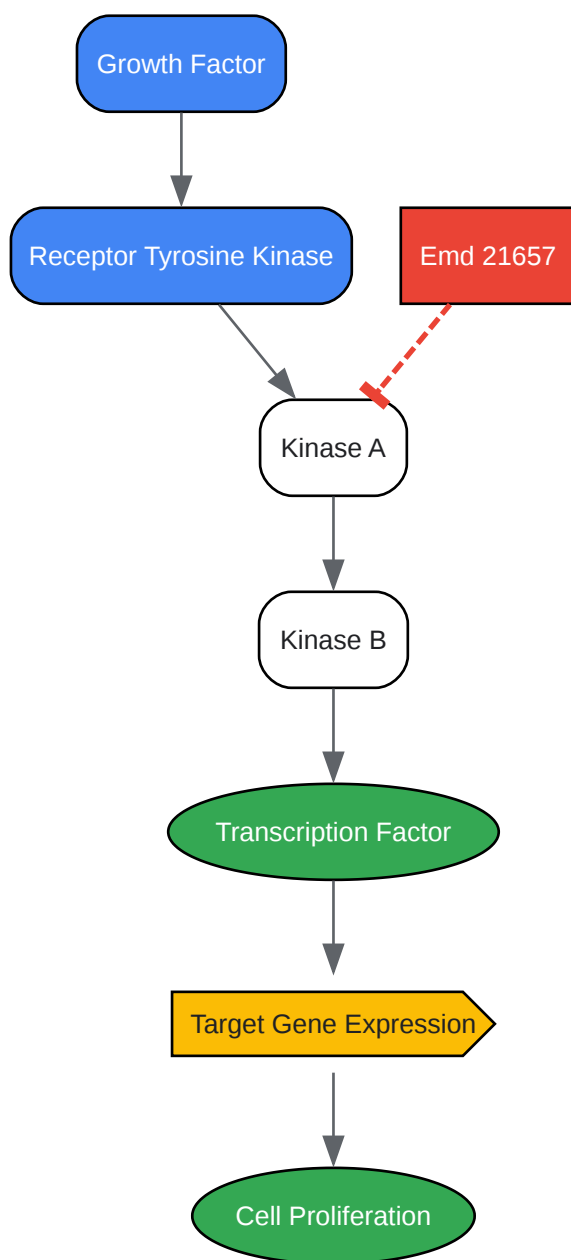 Growth Factor
Receptor Tyrosine Kinase
Emd 21657
Kinase A
Kinase B
Transcription Factor
Target Gene Expression
Cell Proliferation